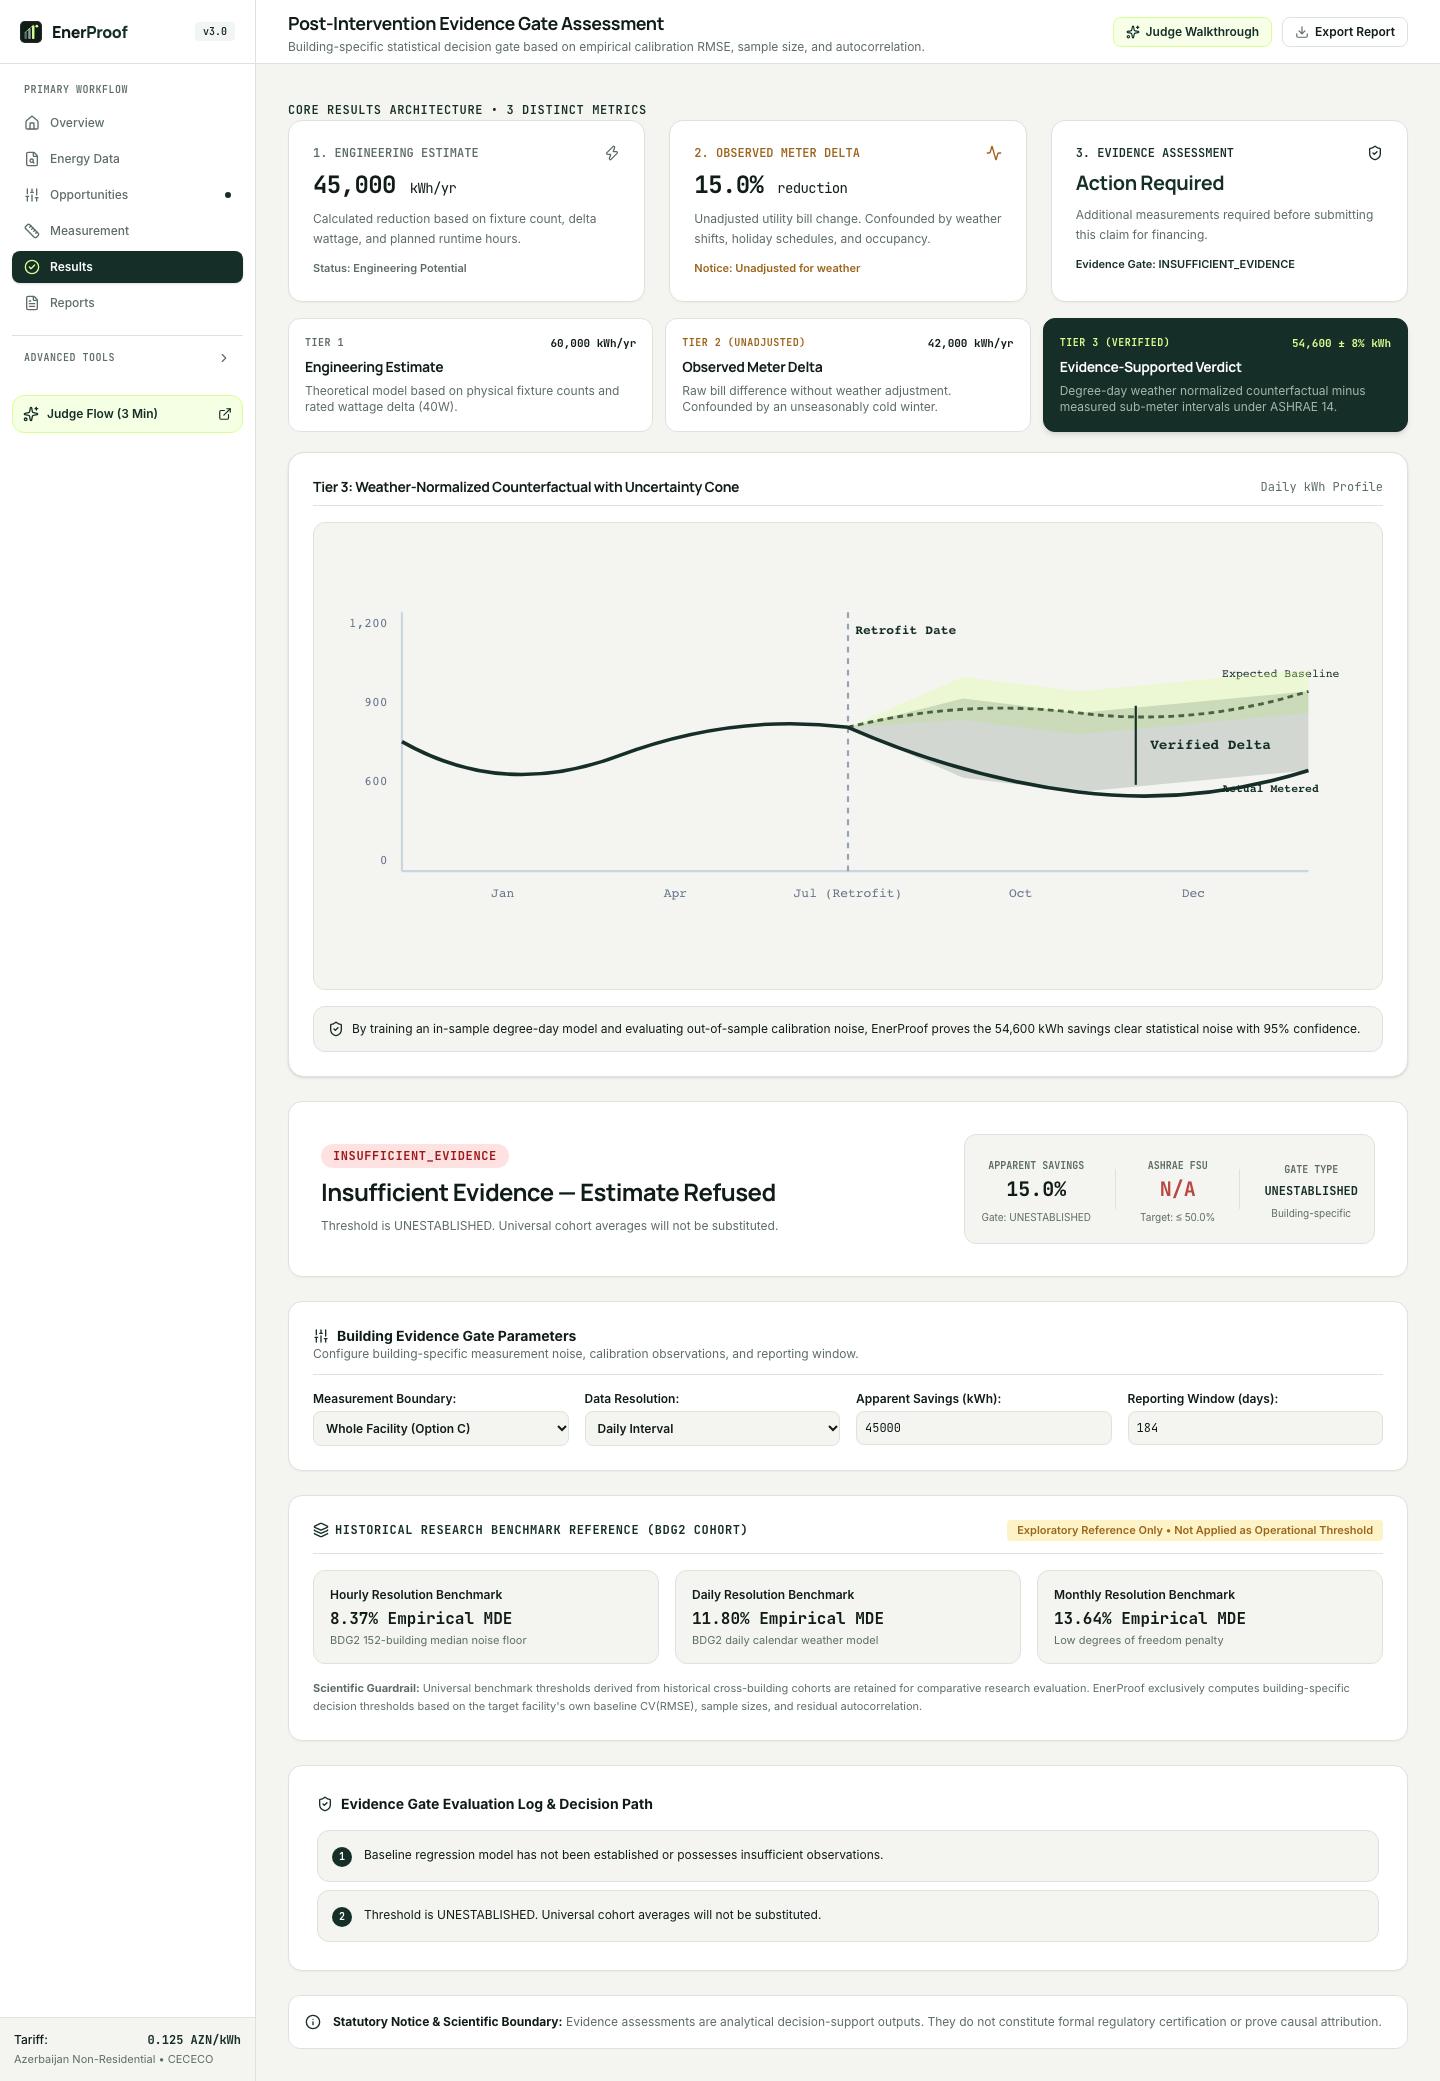 EnerProof
v3.0
PRIMARY WORKFLOW
Overview
Energy Data
Opportunities
Measurement
Results
Reports
ADVANCED TOOLS
Judge Flow (3 Min)
Tariff:
0.125 AZN/kWh
Azerbaijan Non-Residential • CECECO
Post-Intervention Evidence Gate Assessment
Building-specific statistical decision gate based on empirical calibration RMSE, sample size, and autocorrelation.
Judge Walkthrough
Export Report
CORE RESULTS ARCHITECTURE • 3 DISTINCT METRICS
1. ENGINEERING ESTIMATE
45,000 kWh/yr
Calculated reduction based on fixture count, delta
wattage, and planned runtime hours.
Status: Engineering Potential
2. OBSERVED METER DELTA
15.0% reduction
Unadjusted utility bill change. Confounded by weather
shifts, holiday schedules, and occupancy.
Notice: Unadjusted for weather
3. EVIDENCE ASSESSMENT
Action Required
Additional measurements required before submitting
this claim for financing.
Evidence Gate: INSUFFICIENT_EVIDENCE
TIER 1
60,000 kWh/yr
Engineering Estimate
Theoretical model based on physical fixture counts and
rated wattage delta (40W).
TIER 2 (UNADJUSTED)
42,000 kWh/yr
Observed Meter Delta
Raw bill difference without weather adjustment.
Confounded by an unseasonably cold winter.
TIER 3 (VERIFIED)
54,600 ± 8% kWh
Evidence-Supported Verdict
Degree-day weather normalized counterfactual minus
measured sub-meter intervals under ASHRAE 14.
Tier 3: Weather-Normalized Counterfactual with Uncertainty Cone
Daily kWh Profile
1,200
900
600
0
Retrofit Date
Expected Baseline
Verified Delta
Actual Metered
Jan
Apr
Jul (Retrofit)
Oct
Dec
By training an in-sample degree-day model and evaluating out-of-sample calibration noise, EnerProof proves the 54,600 kWh savings clear statistical noise with 95% confidence.
INSUFFICIENT_EVIDENCE
Insufficient Evidence — Estimate Refused
Threshold is UNESTABLISHED. Universal cohort averages will not be substituted.
APPARENT SAVINGS
15.0%
Gate: UNESTABLISHED
ASHRAE FSU
N/A
Target: ≤ 50.0%
GATE TYPE
UNESTABLISHED
Building-specific
Building Evidence Gate Parameters
Configure building-specific measurement noise, calibration observations, and reporting window.
Measurement Boundary:
Whole Facility (Option C)
Data Resolution:
Daily Interval
Apparent Savings (kWh):
45000
Reporting Window (days):
184
HISTORICAL RESEARCH BENCHMARK REFERENCE (BDG2 COHORT)
Exploratory Reference Only • Not Applied as Operational Threshold
Hourly Resolution Benchmark
8.37% Empirical MDE
BDG2 152-building median noise floor
Daily Resolution Benchmark
11.80% Empirical MDE
BDG2 daily calendar weather model
Monthly Resolution Benchmark
13.64% Empirical MDE
Low degrees of freedom penalty
Scientific Guardrail: Universal benchmark thresholds derived from historical cross-building cohorts are retained for comparative research evaluation. EnerProof exclusively computes building-specific
decision thresholds based on the target facility's own baseline CV(RMSE), sample sizes, and residual autocorrelation.
Evidence Gate Evaluation Log & Decision Path
1 Baseline regression model has not been established or possesses insufficient observations.
2 Threshold is UNESTABLISHED. Universal cohort averages will not be substituted.
Statutory Notice & Scientific Boundary: Evidence assessments are analytical decision-support outputs. They do not constitute formal regulatory certification or prove causal attribution.